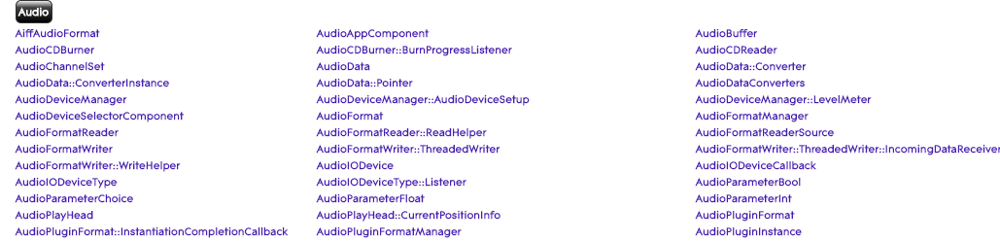 Audio
AiffAudioFormat AudioAppComponent AudioBuffer
AudioCDBurner AudioCDBurner::BurnProgressListener AudioCDReader
AudioChannelSet AudioData AudioData::Converter
AudioData::ConverterInstance AudioData::Pointer AudioDataConverters
AudioDeviceManager AudioDeviceManager::AudioDeviceSetup AudioDeviceManager::LevelMeter
AudioDeviceSelectorComponent AudioFormat AudioFormatManager
AudioFormatReader AudioFormatReader::ReadHelper AudioFormatReaderSource
AudioFormatWriter AudioFormatWriter::ThreadedWriter AudioFormatWriter::ThreadedWriter::IncomingDataReceiver
AudioFormatWriter::WriteHelper AudioIODevice AudioIODeviceCallback
AudioIODeviceType AudioIODeviceType::Listener AudioParameterBool
AudioParameterChoice AudioParameterFloat AudioParameterInt
AudioPlayHead AudioPlayHead::CurrentPositionInfo AudioPluginFormat
AudioPluginFormat::InstantiationCompletionCallback AudioPluginFormatManager AudioPluginInstance